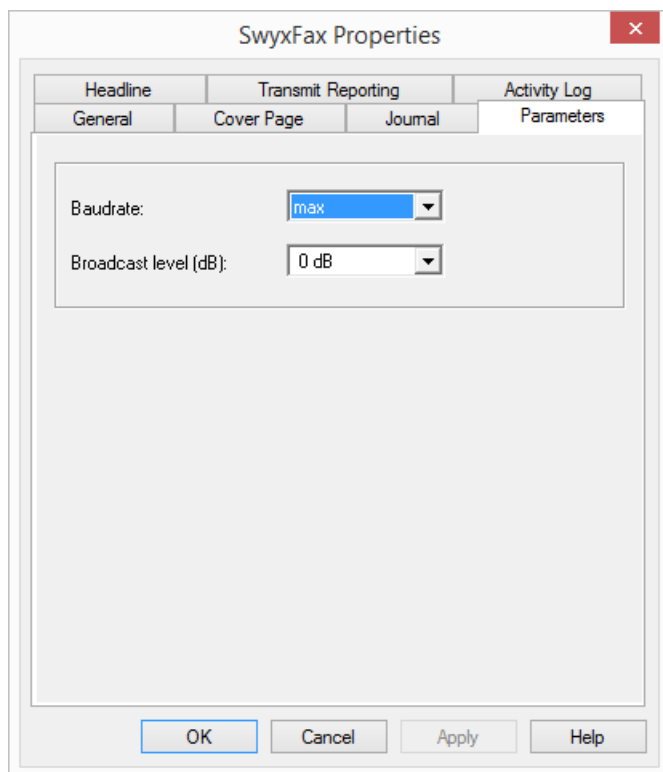 SwyxFax Properties
Headline Transmit Reporting Activity Log
General Cover Page Journal Parameters
Baudrate: max
Broadcast level (dB): 0 dB
OK Cancel Apply Help